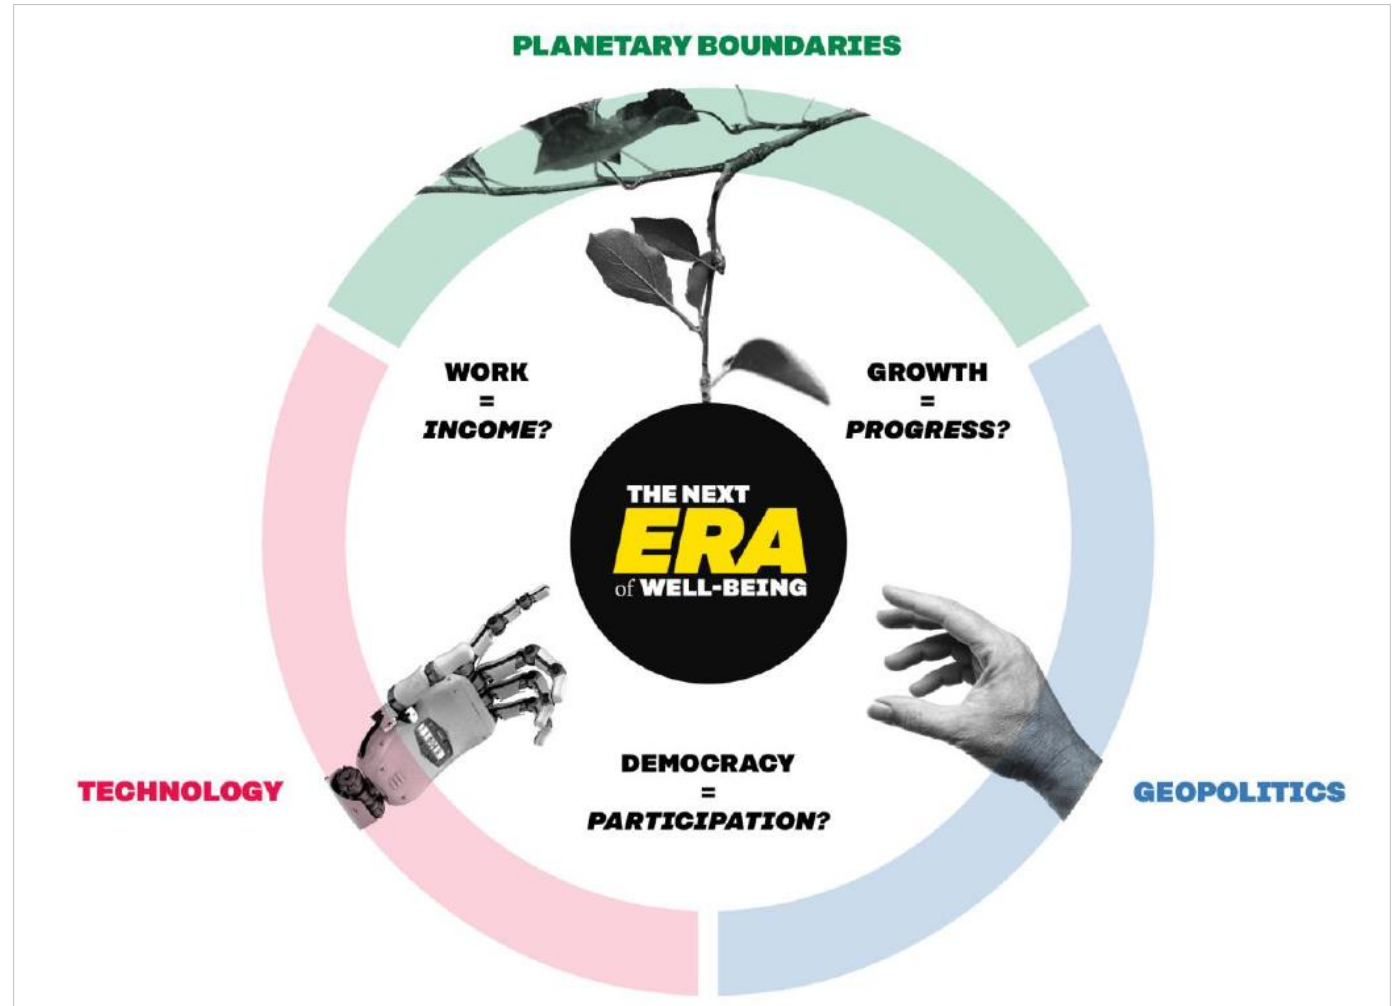 PLANETARY BOUNDARIES
WORK
=
INCOME?
GROWTH
=
PROGRESS?
THE NEXT
ERA
of WELL-BEING
DEMOCRACY
=
PARTICIPATION?
TECHNOLOGY
GEOPOLITICS